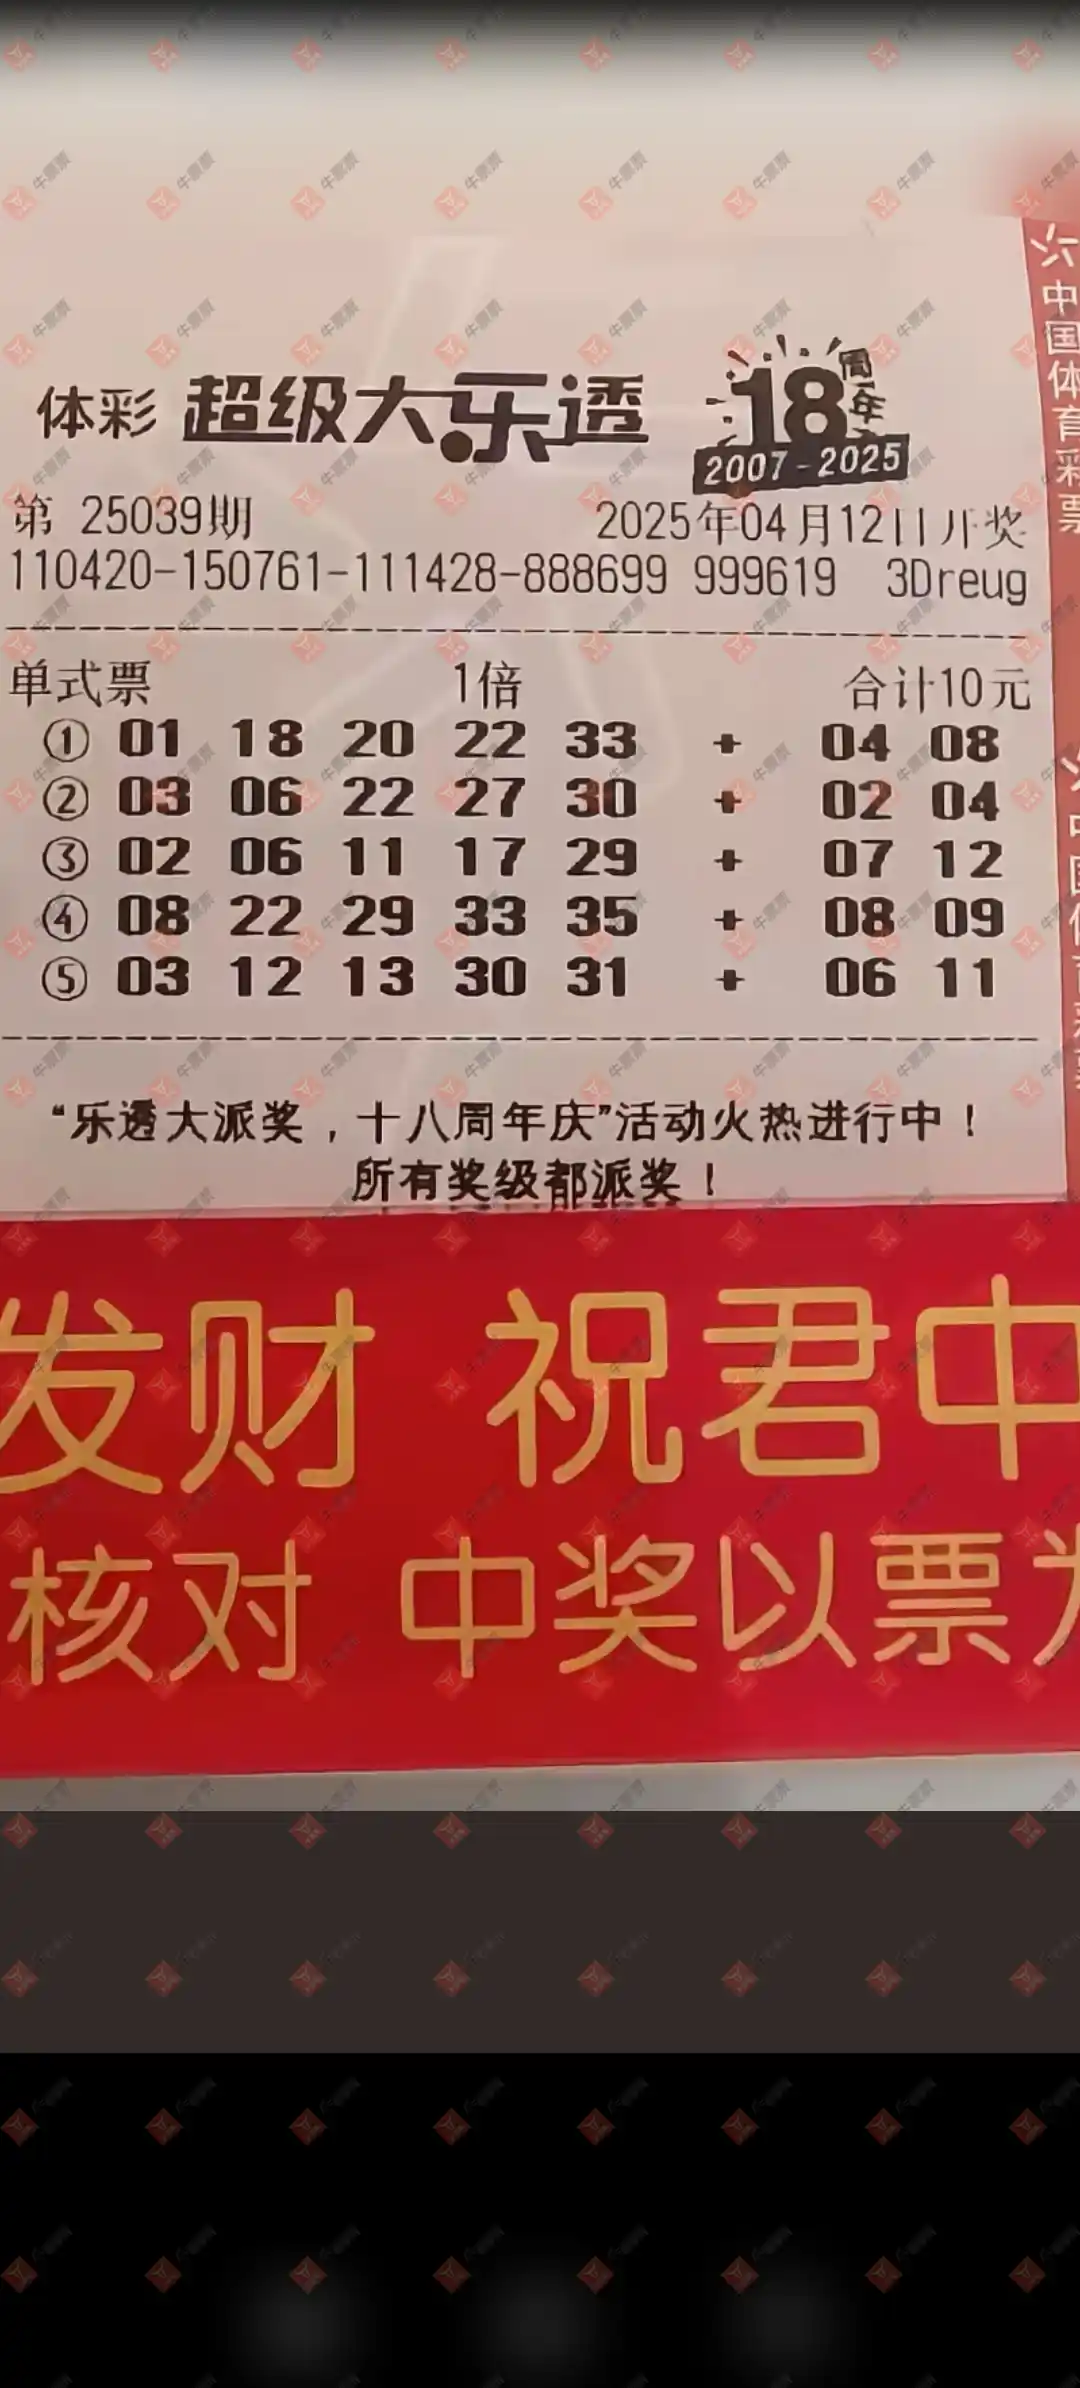 体彩 超级大乐透 18周年
2007-2025
第 25039期 2025年04月12日开奖
110420-150761-111428-888699 999619 3Dreug
单式票 1倍 合计10元
① 01 18 20 22 33 + 04 08
② 03 06 22 27 30 + 02 04
③ 02 06 11 17 29 + 07 12
④ 08 22 29 33 35 + 08 09
⑤ 03 12 13 30 31 + 06 11
“乐透大派奖，十八周年庆”活动火热进行中！
所有奖级都派奖！
发财 祝君中
核对 中奖以票
中国体育彩票
牛票票